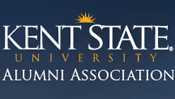 KENT STATE®
UNIVERSITY
ALUMNI ASSOCIATION